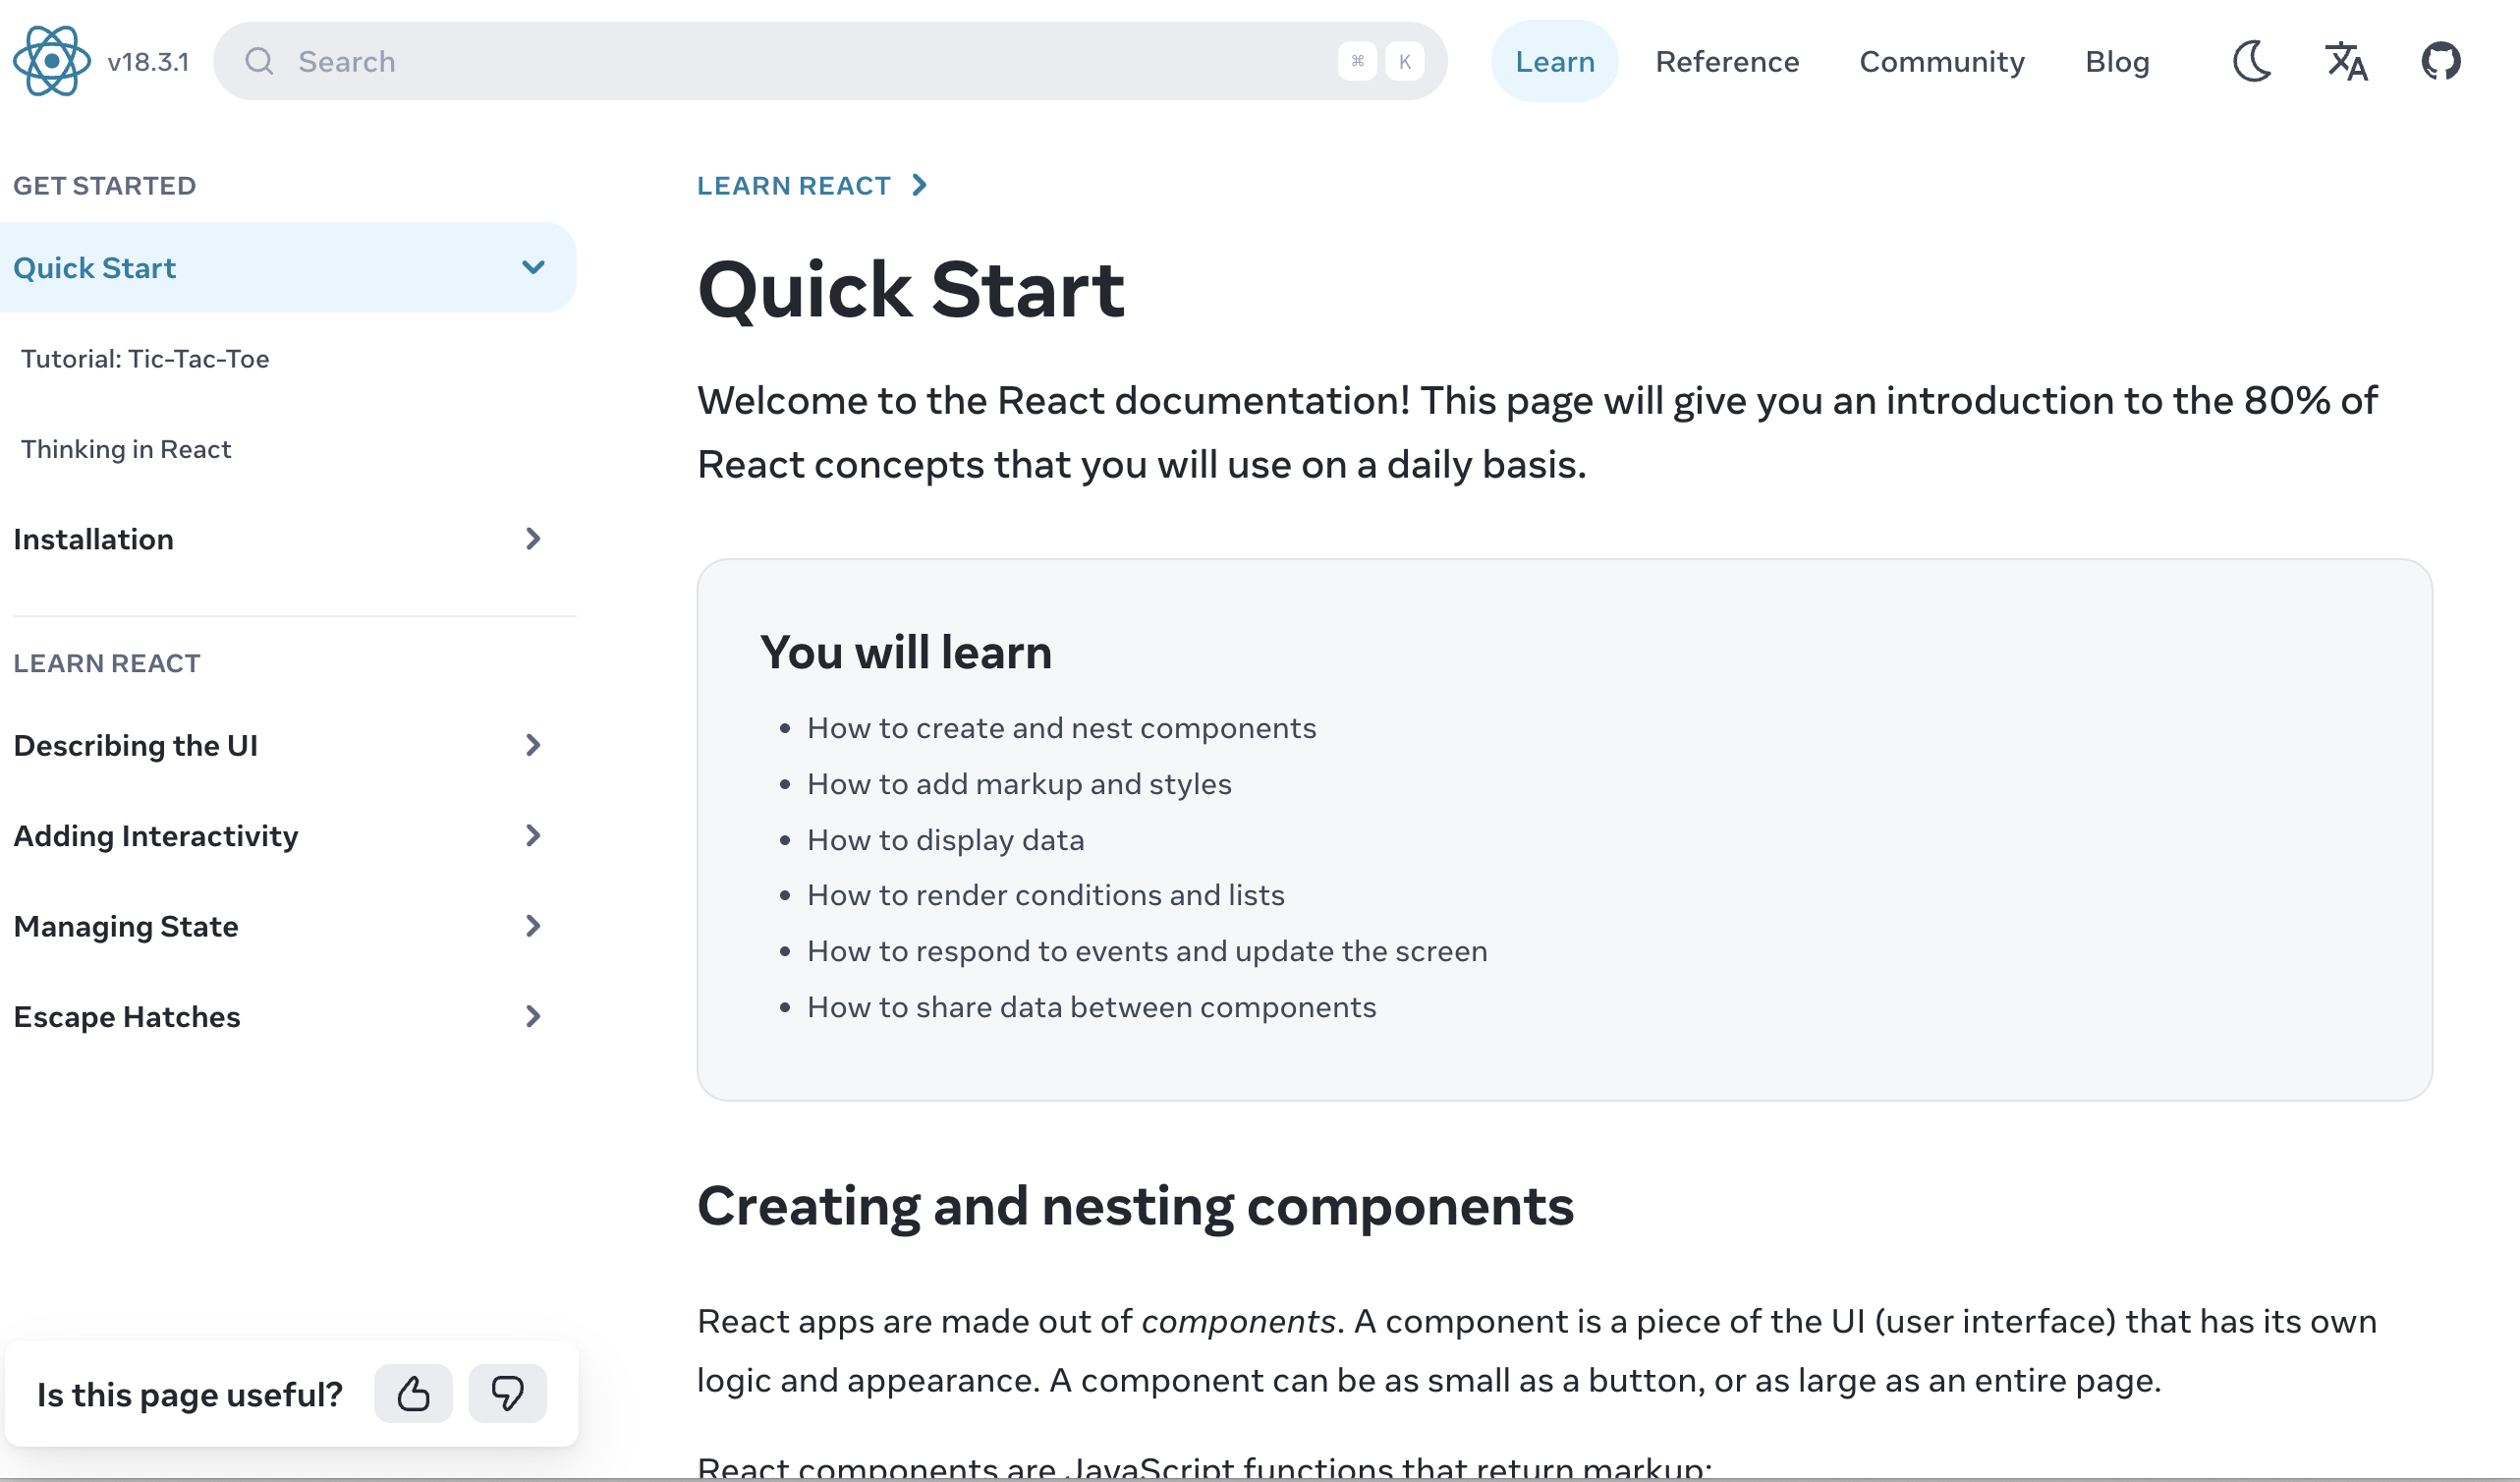 v18.3.1
Search
⌘ K
Learn
Reference
Community
Blog
GET STARTED
Quick Start
Tutorial: Tic-Tac-Toe
Thinking in React
Installation
LEARN REACT
Describing the UI
Adding Interactivity
Managing State
Escape Hatches
Is this page useful?
LEARN REACT
Quick Start
Welcome to the React documentation! This page will give you an introduction to the 80% of
React concepts that you will use on a daily basis.
You will learn
• How to create and nest components
• How to add markup and styles
• How to display data
• How to render conditions and lists
• How to respond to events and update the screen
• How to share data between components
Creating and nesting components
React apps are made out of components. A component is a piece of the UI (user interface) that has its own
logic and appearance. A component can be as small as a button, or as large as an entire page.
React components are JavaScript functions that return markup: